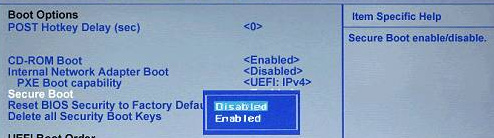 Boot Options
Item Specific Help
POST Hotkey Delay (sec) <0>
Secure Boot enable/disable.
CD-ROM Boot <Enabled>
Internal Network Adapter Boot <Disabled>
PXE Boot capability <UEFI: IPv4>
Secure Boot
Disabled
Enabled
Reset BIOS Security to Factory Defau
Delete all Security Boot Keys
UEFI Boot Order